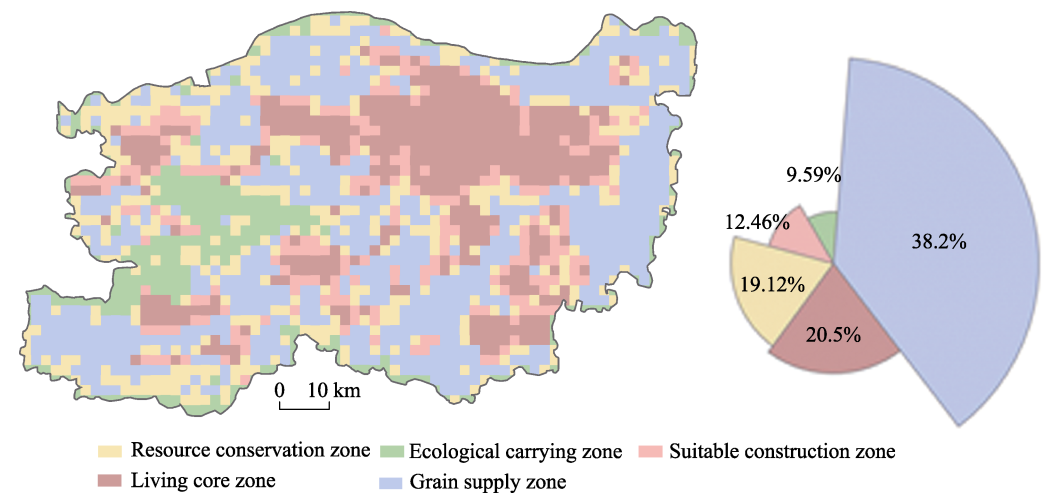 9.59%
12.46%
38.2%
19.12%
20.5%
0 10 km
Resource conservation zone Ecological carrying zone Suitable construction zone
Living core zone Grain supply zone